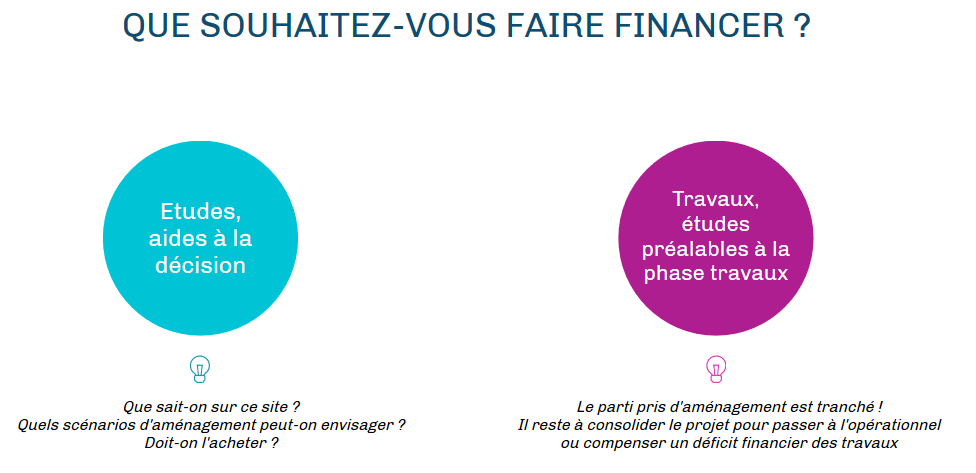 QUE SOUHAITEZ-VOUS FAIRE FINANCER ?
Etudes,
aides à la
décision
Que sait-on sur ce site ?
Quels scénarios d'aménagement peut-on envisager ?
Doit-on l'acheter ?
Travaux,
études
préalables à la
phase travaux
Le parti pris d'aménagement est tranché !
Il reste à consolider le projet pour passer à l'opérationnel
ou compenser un déficit financier des travaux